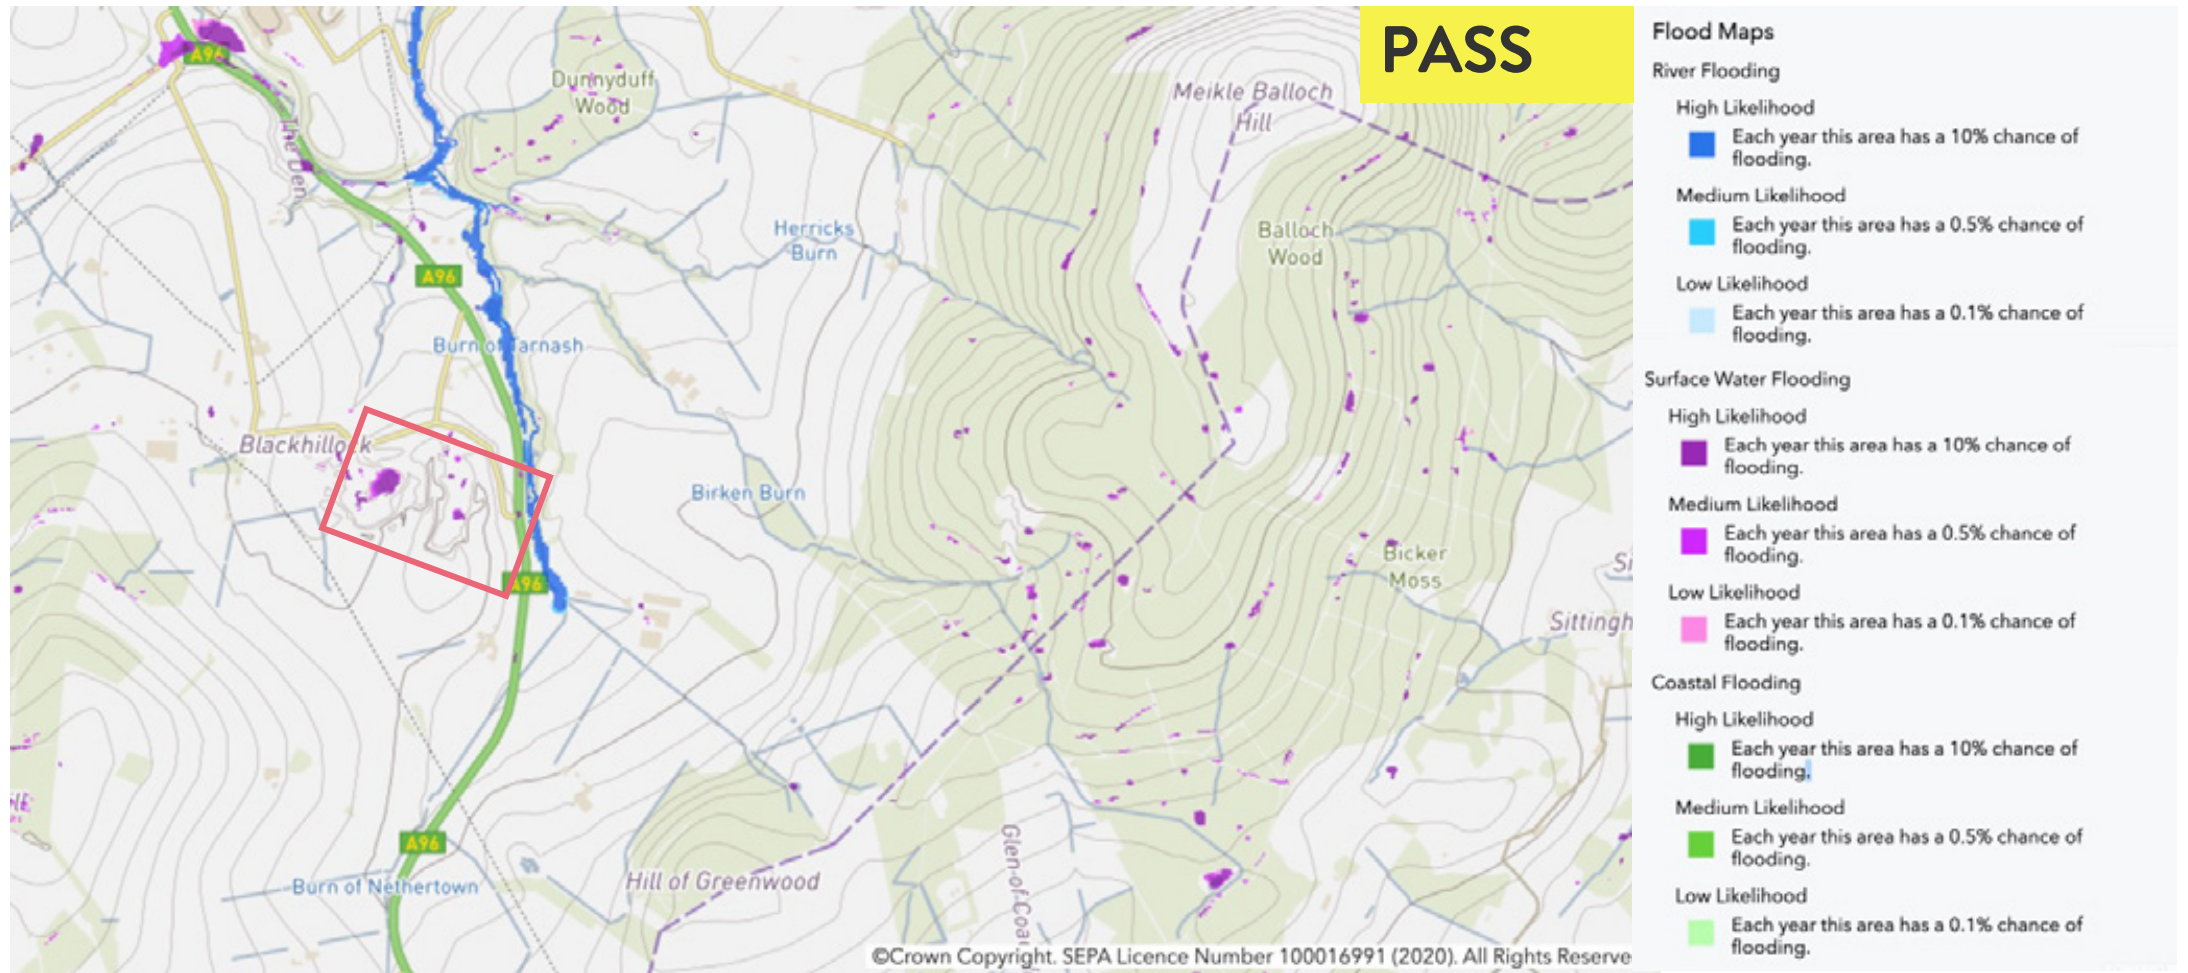 PASS
A96
Dunnyduff
Wood
Meikle Balloch
Hill
The Den
Herricks
Burn
Balloch
Wood
A96
Burn of Tarnash
Blackhillock
Birken Burn
Bicker
Moss
Si
A96
Sittingh
A96
Burn of Nethertown
Hill of Greenwood
Glen of Coa
©Crown Copyright. SEPA Licence Number 100016991 (2020). All Rights Reserve
Flood Maps
River Flooding
High Likelihood
Each year this area has a 10% chance of
flooding.
Medium Likelihood
Each year this area has a 0.5% chance of
flooding.
Low Likelihood
Each year this area has a 0.1% chance of
flooding.
Surface Water Flooding
High Likelihood
Each year this area has a 10% chance of
flooding.
Medium Likelihood
Each year this area has a 0.5% chance of
flooding.
Low Likelihood
Each year this area has a 0.1% chance of
flooding.
Coastal Flooding
High Likelihood
Each year this area has a 10% chance of
flooding.
Medium Likelihood
Each year this area has a 0.5% chance of
flooding.
Low Likelihood
Each year this area has a 0.1% chance of
flooding.